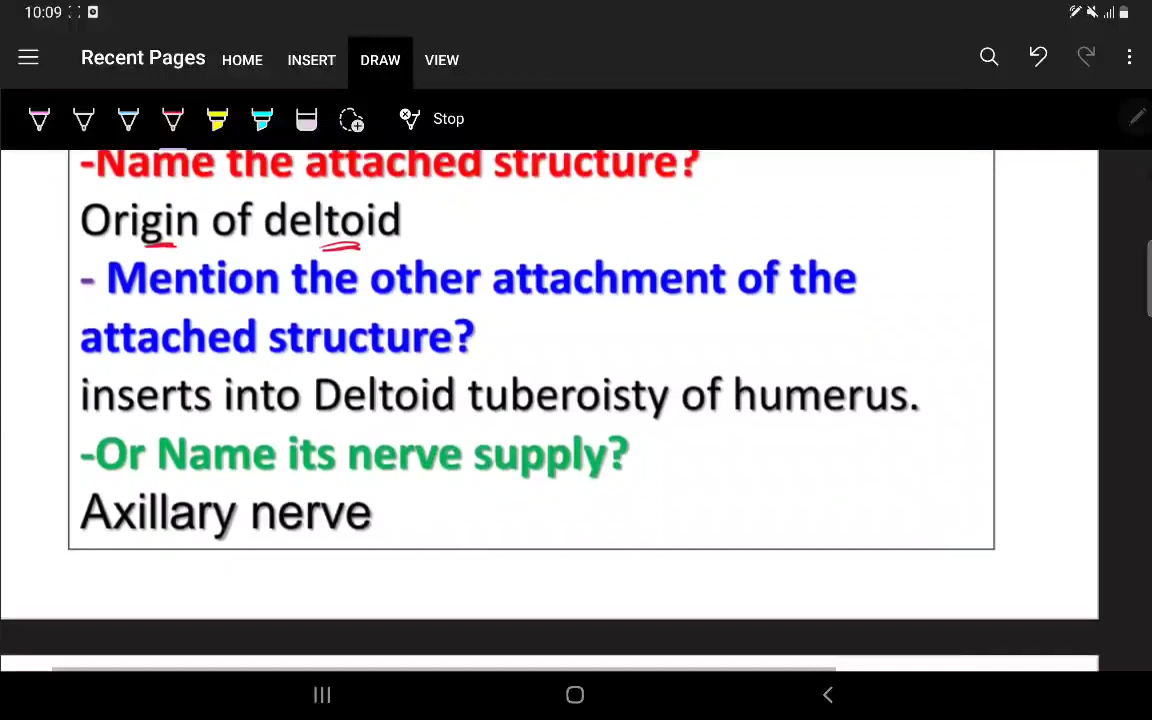 10:09
Recent Pages HOME INSERT DRAW VIEW
Stop
-Name the attached structure?
Origin of deltoid
- Mention the other attachment of the
attached structure?
inserts into Deltoid tuberoisty of humerus.
-Or Name its nerve supply?
Axillary nerve